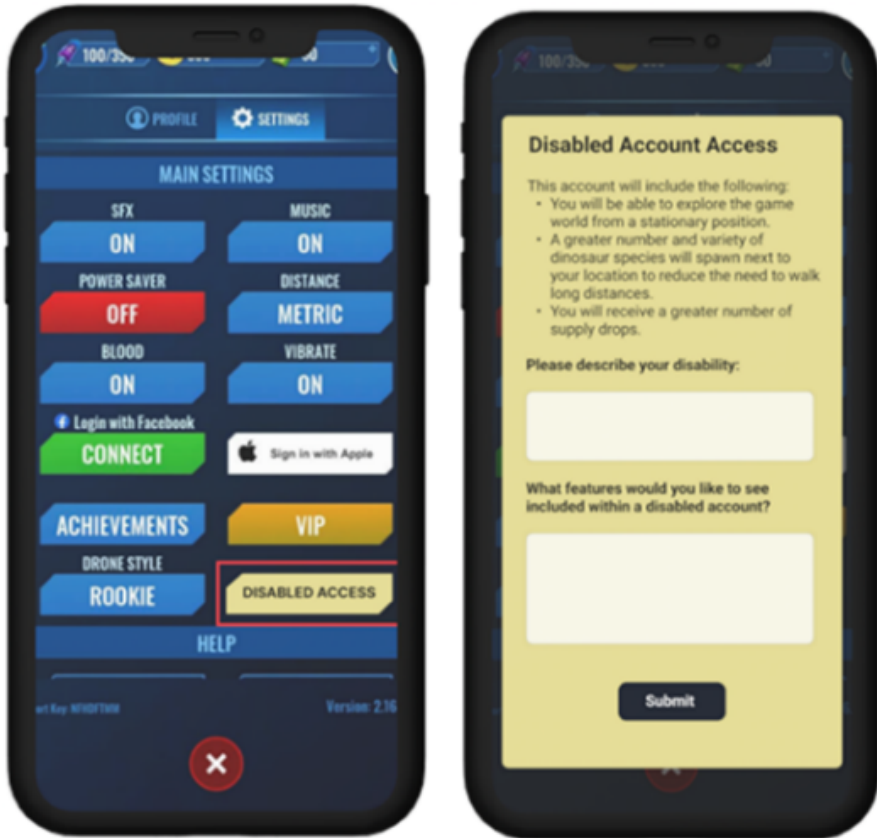 100/350
PROFILE
SETTINGS
MAIN SETTINGS
SFX
MUSIC
ON
ON
POWER SAVER
DISTANCE
OFF
METRIC
BLOOD
VIBRATE
ON
ON
Login with Facebook
CONNECT
Sign in with Apple
ACHIEVEMENTS
VIP
DRONE STYLE
ROOKIE
DISABLED ACCESS
HELP
Version: 2.16
100/350
Disabled Account Access
This account will include the following:
• You will be able to explore the game
world from a stationary position.
• A greater number and variety of
dinosaur species will spawn next to
your location to reduce the need to walk
long distances.
• You will receive a greater number of
supply drops.
Please describe your disability:
What features would you like to see
included within a disabled account?
Submit